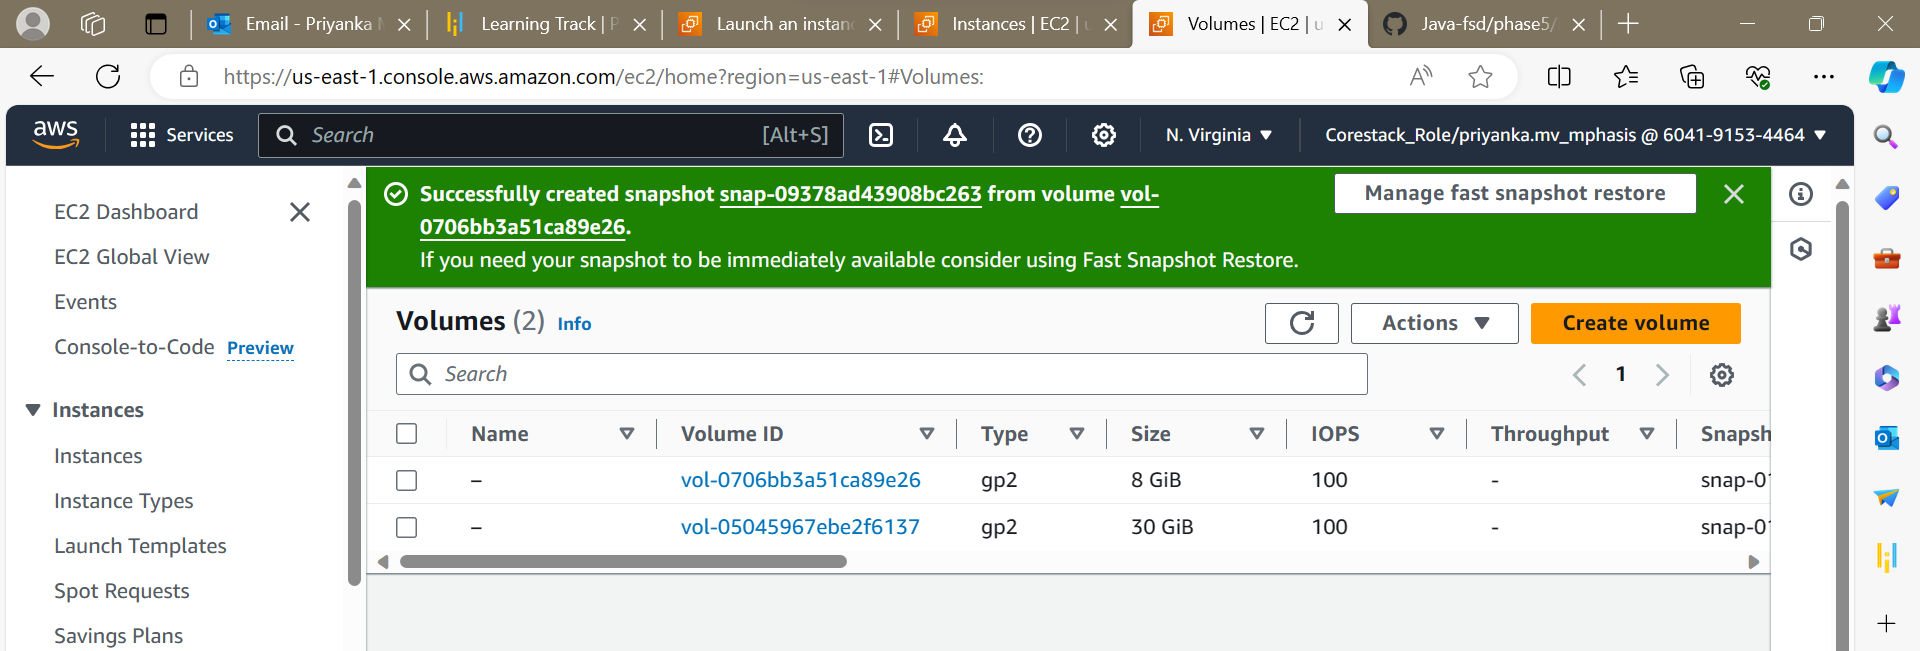 Email - Priyanka M
Learning Track | P
Launch an instan
Instances | EC2 | u
Volumes | EC2 | u
Java-fsd/phase5/
https://us-east-1.console.aws.amazon.com/ec2/home?region=us-east-1#Volumes:
aws
Services
Search
[Alt+S]
N. Virginia
Corestack_Role/priyanka.mv_mphasis @ 6041-9153-4464
EC2 Dashboard
EC2 Global View
Events
Console-to-Code Preview
Instances
Instances
Instance Types
Launch Templates
Spot Requests
Savings Plans
Successfully created snapshot snap-09378ad43908bc263 from volume vol-
0706bb3a51ca89e26.
If you need your snapshot to be immediately available consider using Fast Snapshot Restore.
Manage fast snapshot restore
Volumes (2) Info
Actions
Create volume
Search
1
Name Volume ID Type Size IOPS Throughput Snapsh
– vol-0706bb3a51ca89e26 gp2 8 GiB 100 - snap-01
– vol-05045967ebe2f6137 gp2 30 GiB 100 - snap-01